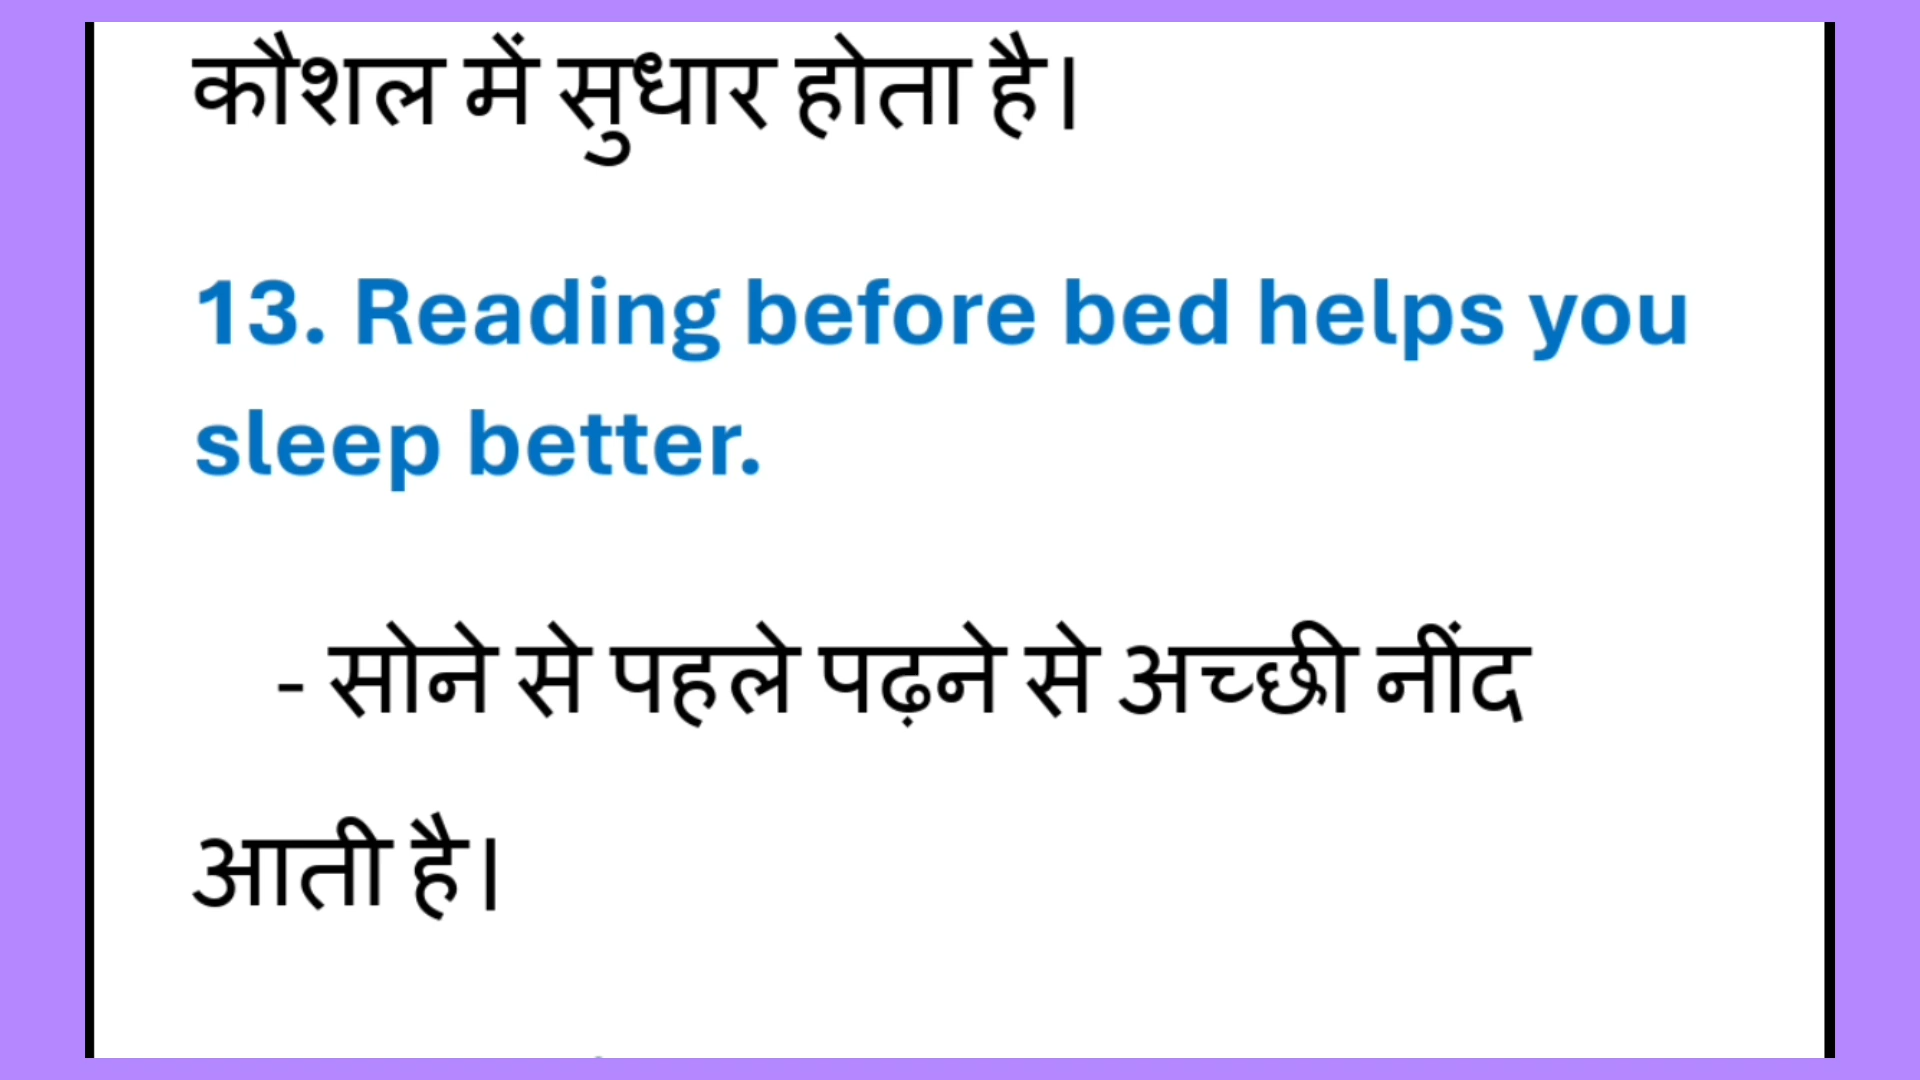 कौशल में सुधार होता है।
13. Reading before bed helps you
sleep better.
- सोने से पहले पढ़ने से अच्छी नींद
आती है।